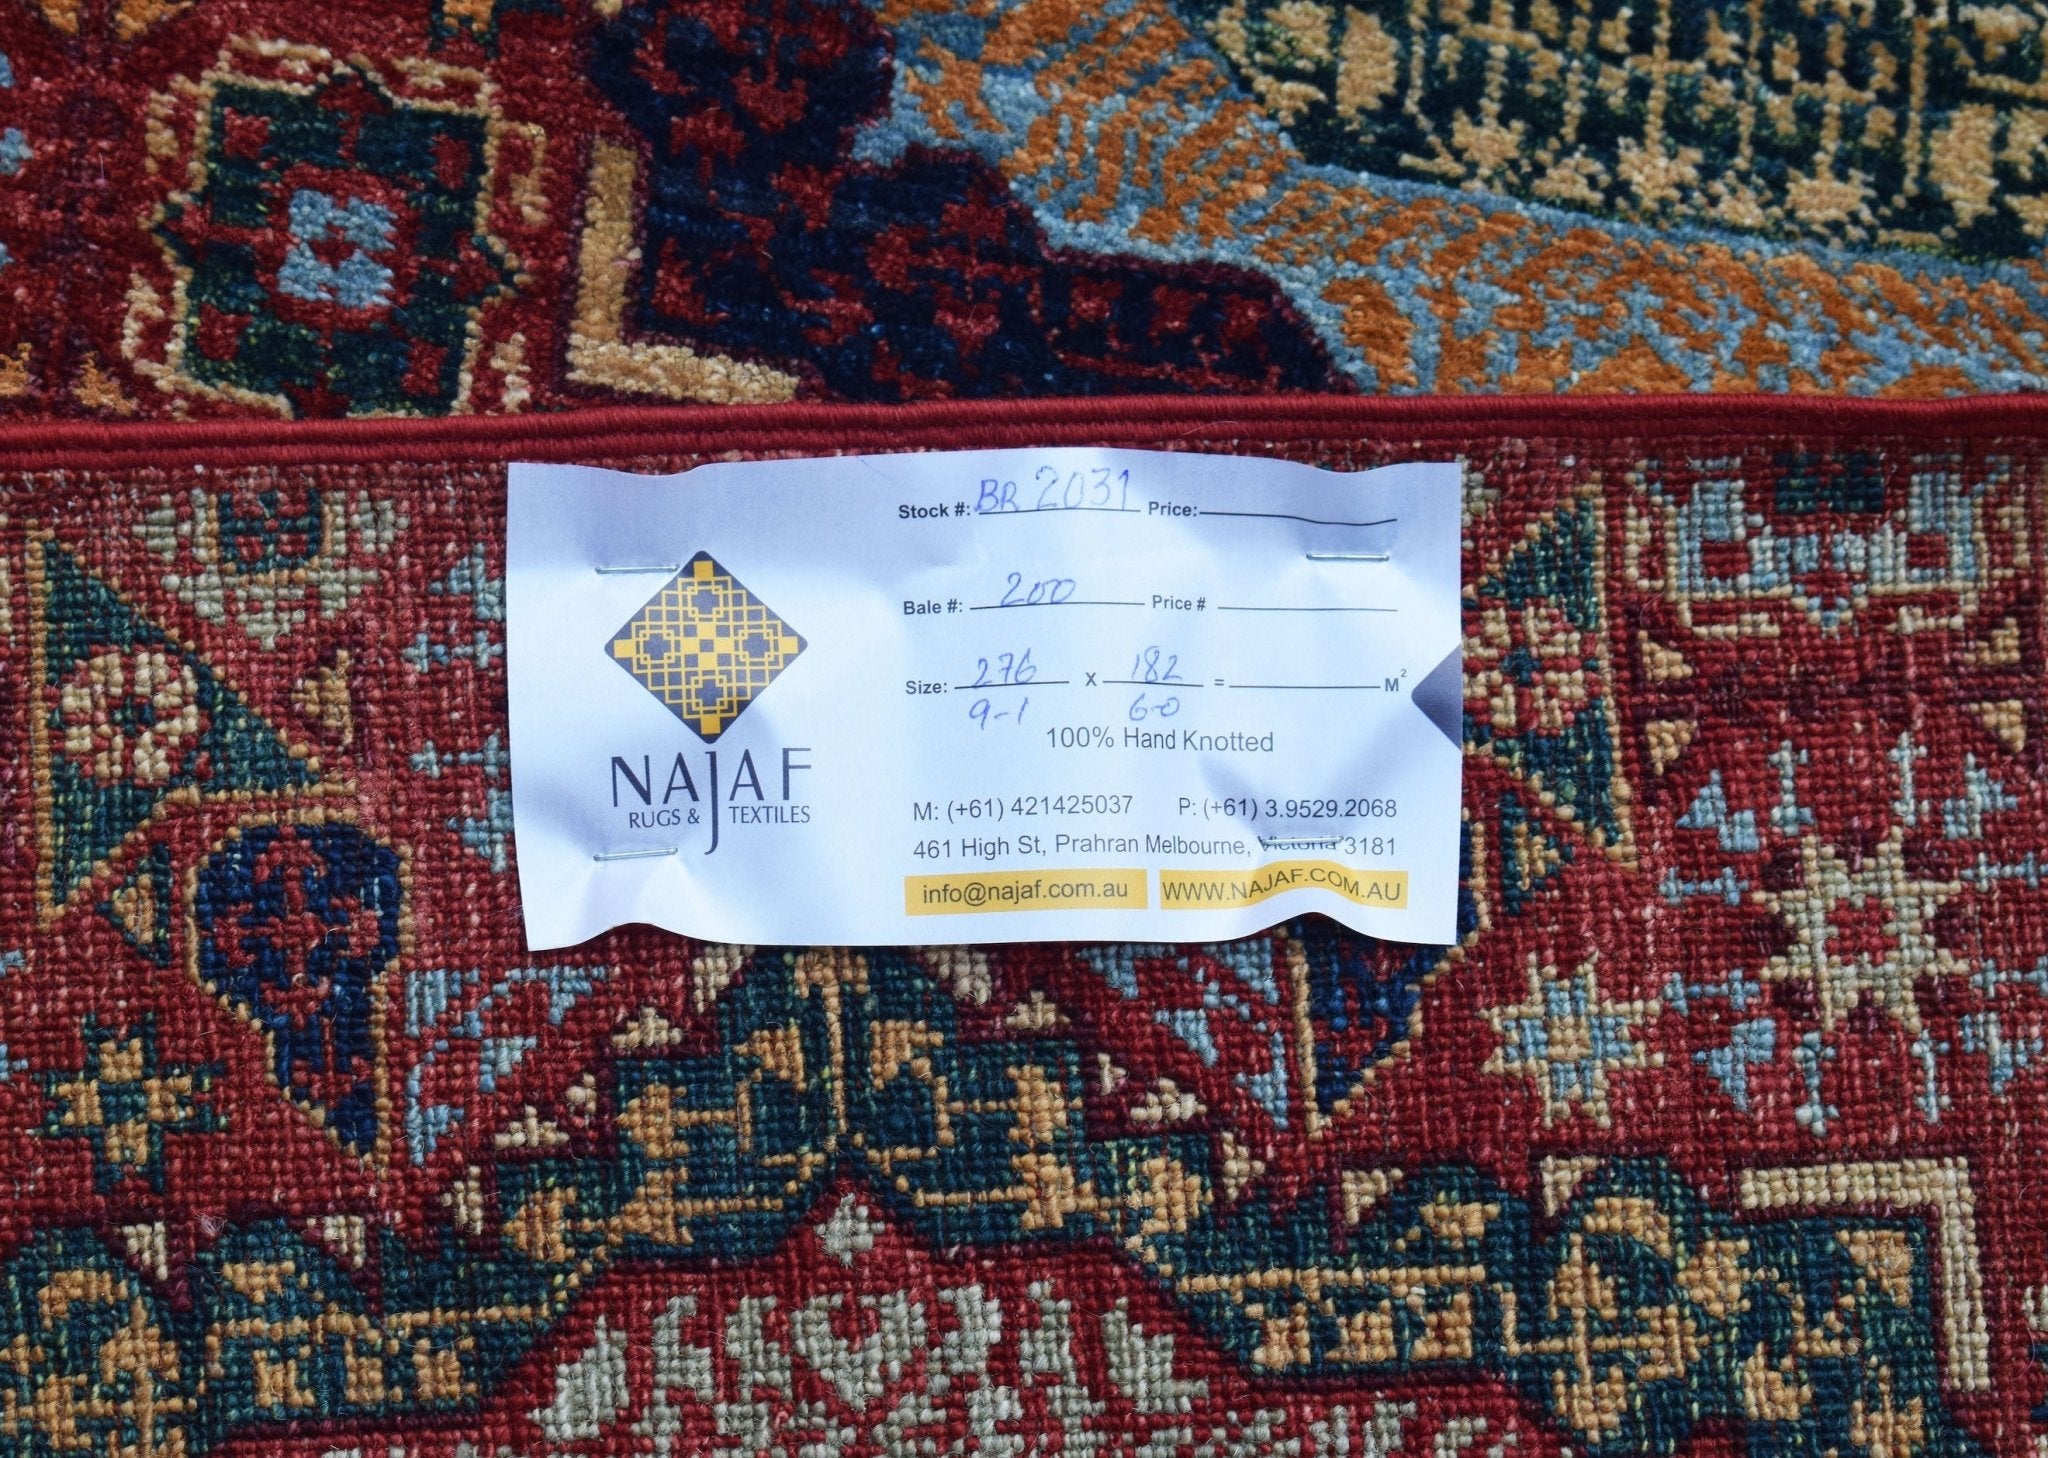 Stock #: BR 2031 Price:
Bale #: 200 Price #
Size: 276 x 182 = M²
9-1 6-0
100% Hand Knotted
NAJAF
RUGS & TEXTILES
M: (+61) 421425037 P: (+61) 3.9529.2068
461 High St, Prahran Melbourne, Victoria 3181
info@najaf.com.au WWW.NAJAF.COM.AU